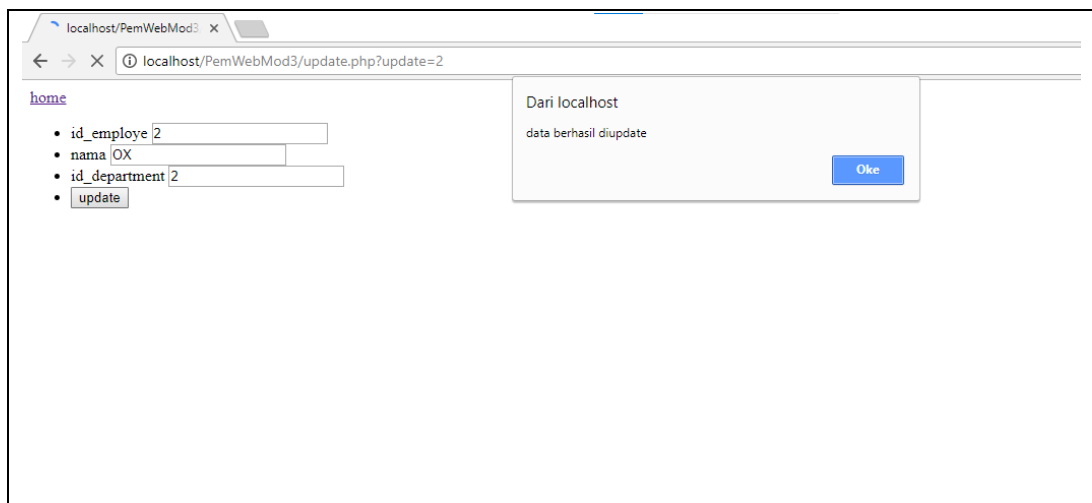 localhost/PemWebMod3
localhost/PemWebMod3/update.php?update=2
home
id_employe 2
nama OX
id_department 2
update
Dari localhost
data berhasil diupdate
Oke